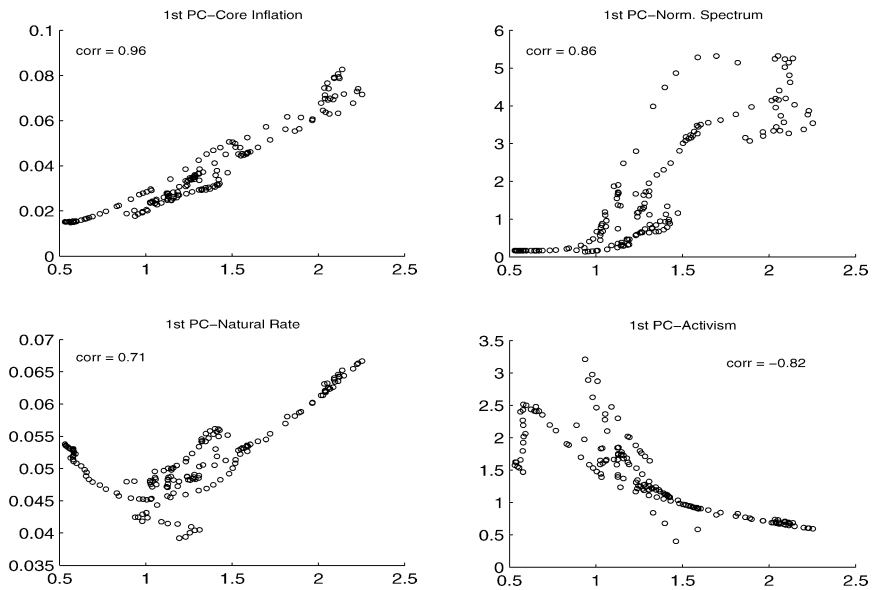 1st PC−Core Inflation
corr = 0.96
0.1
0.08
0.06
0.04
0.02
0
0.5 1 1.5 2 2.5
1st PC−Norm. Spectrum
corr = 0.86
6
5
4
3
2
1
0
0.5 1 1.5 2 2.5
1st PC−Natural Rate
corr = 0.71
0.07
0.065
0.06
0.055
0.05
0.045
0.04
0.035
0.5 1 1.5 2 2.5
1st PC−Activism
corr = −0.82
3.5
3
2.5
2
1.5
1
0.5
0
0.5 1 1.5 2 2.5